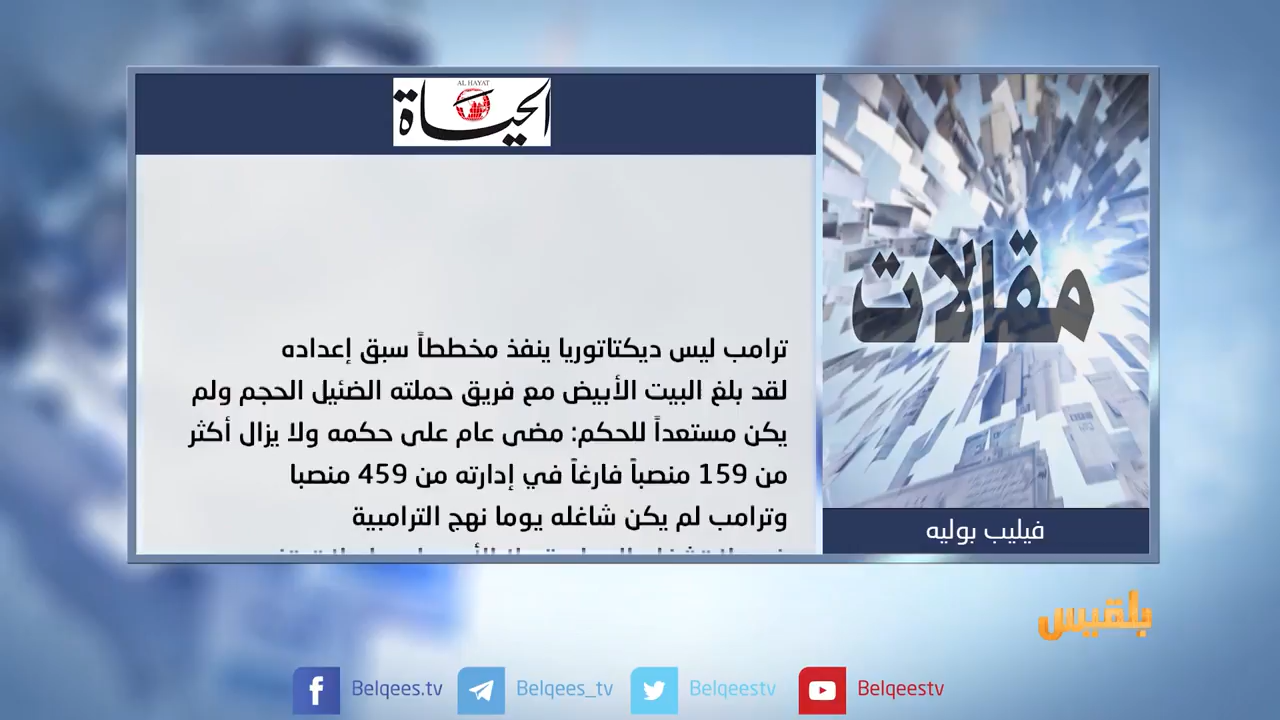 AL HAYAT
الحياة
ترامب ليس ديكتاتوريا ينفذ مخططاً سبق إعداده
لقد بلغ البيت الأبيض مع فريق حملته الضئيل الحجم ولم
يكن مستعداً للحكم: مضى عام على حكمه ولا يزال أكثر
من 159 منصباً فارغاً في إدارته من 459 منصبا
وترامب لم يكن شاغله يوما نهج الترامبية
مقالات
فيليب بوليه
بلقيس
Belqees.tv
Belqees_tv
Belqeestv
Belqeestv